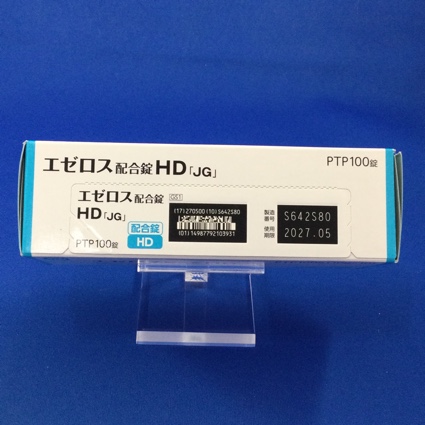 エゼロス配合錠HD「JG」
PTP100錠
エゼロス配合錠
HD「JG」
PTP100錠
配合錠
HD
GS1
(17)270500(10)S642S80
(01)14987792103931
製造番号 S642S80
使用期限 2027.05